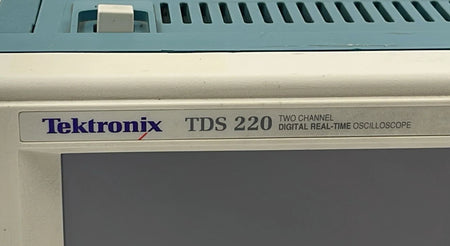 Tektronix TDS 220 TWO CHANNEL
DIGITAL REAL-TIME OSCILLOSCOPE